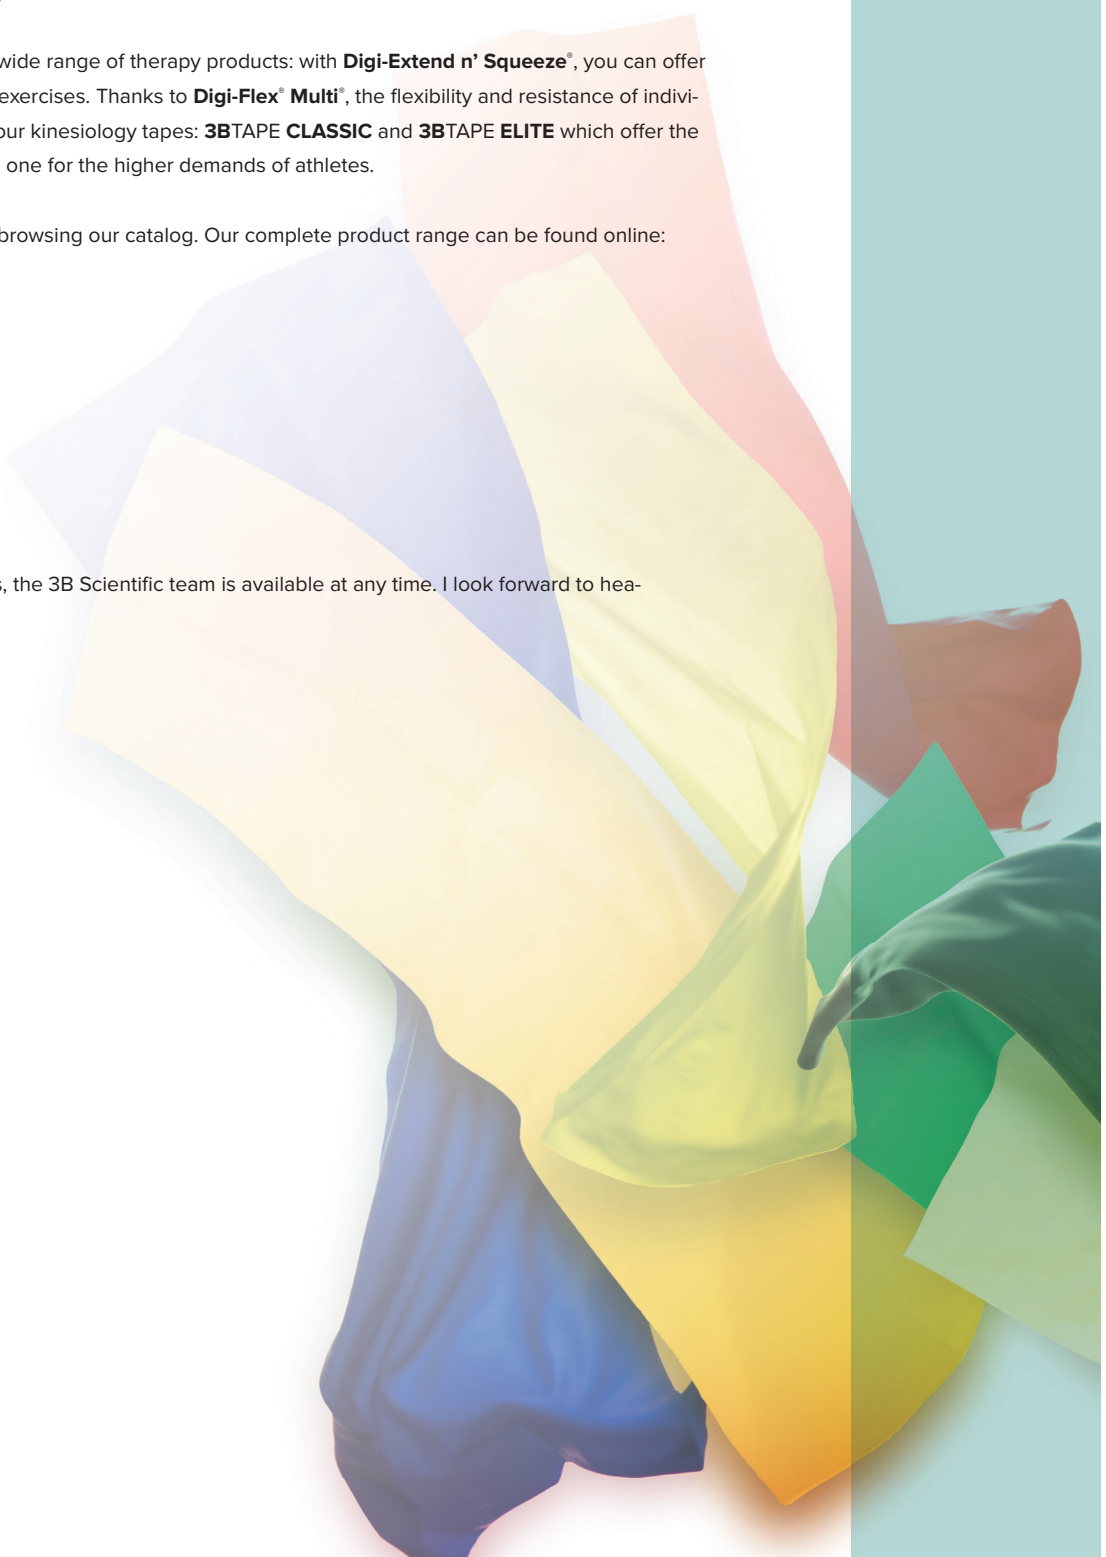 wide range of therapy products: with Digi-Extend n’ Squeeze®, you can offer
exercises. Thanks to Digi-Flex® Multi®, the flexibility and resistance of indivi-
our kinesiology tapes: 3BTAPE CLASSIC and 3BTAPE ELITE which offer the
one for the higher demands of athletes.
browsing our catalog. Our complete product range can be found online:
s, the 3B Scientific team is available at any time. I look forward to hea-